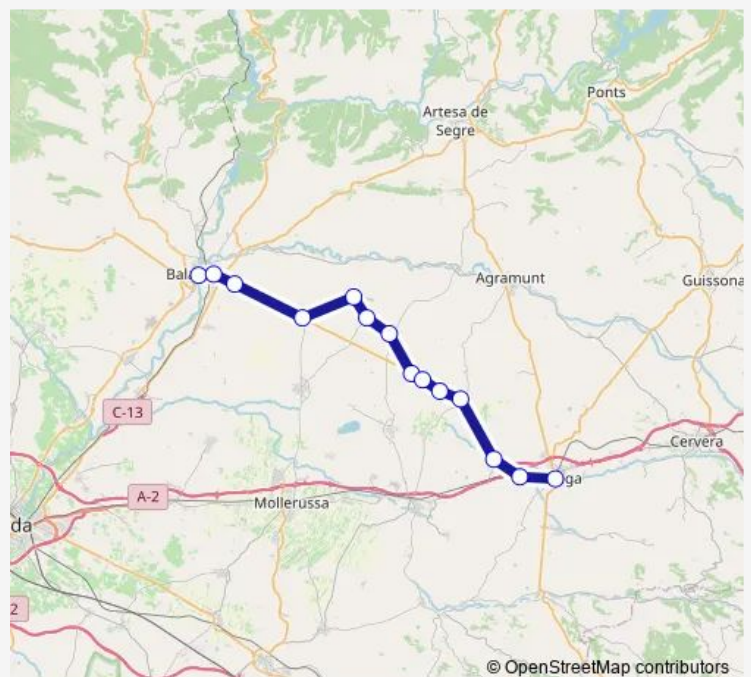 Ponts
Artesa de
Segre
Bal
Agramunt
Guissona
C-13
Cervera
A-2
ga
Mollerussa
da
2
© OpenStreetMap contributors